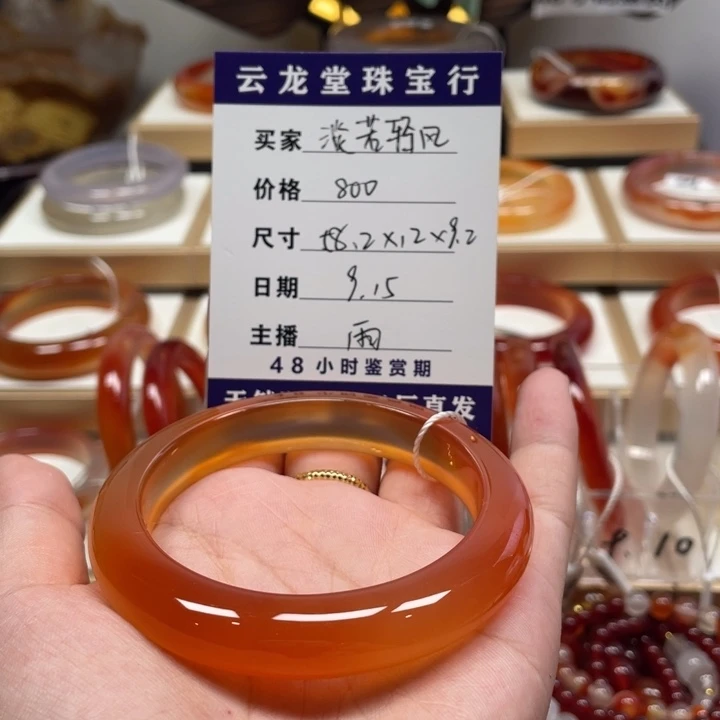 云龙堂珠宝行
买家 淡若轻风
价格 800
尺寸 58.2×12×9.2
日期 9.15
主播 雨
48小时鉴赏期
9.10